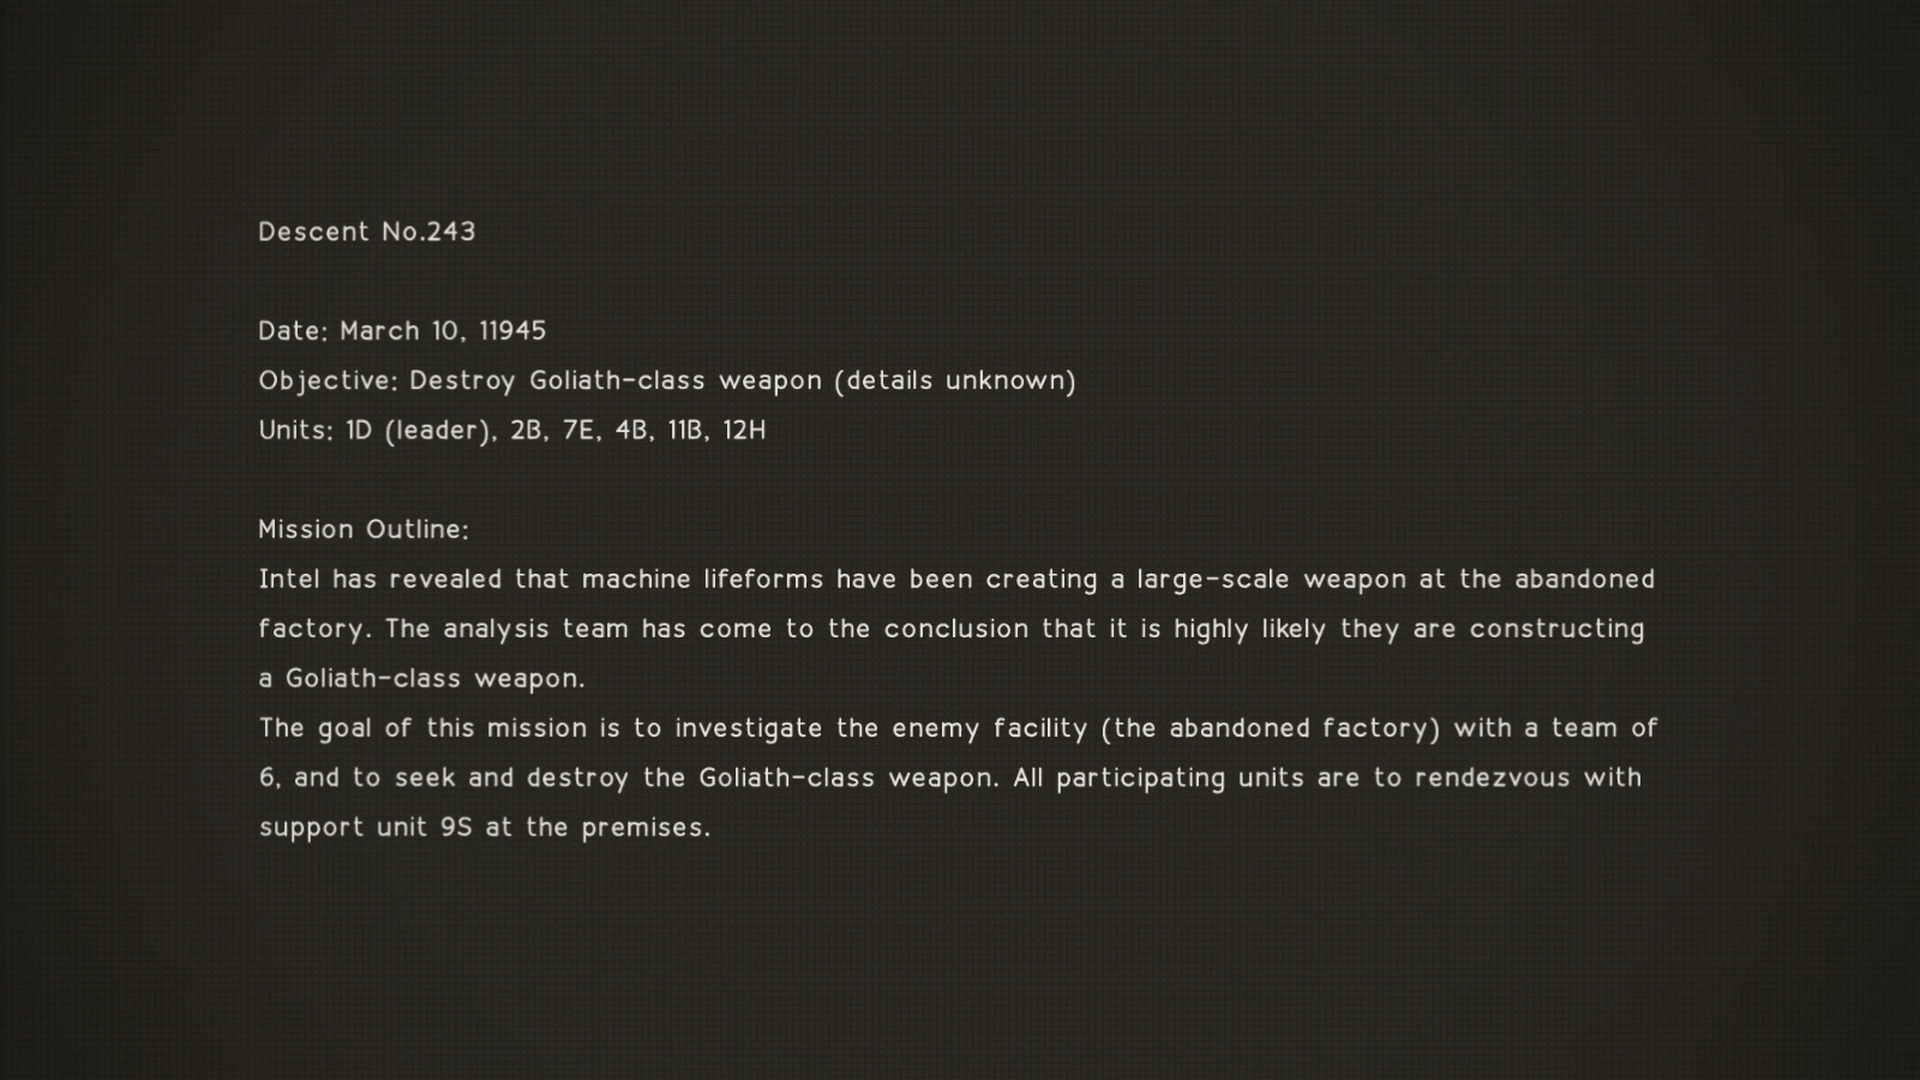 Descent No.243
Date: March 10, 11945
Objective: Destroy Goliath-class weapon (details unknown)
Units: 1D (leader), 2B, 7E, 4B, 11B, 12H
Mission Outline:
Intel has revealed that machine lifeforms have been creating a large-scale weapon at the abandoned
factory. The analysis team has come to the conclusion that it is highly likely they are constructing
a Goliath-class weapon.
The goal of this mission is to investigate the enemy facility (the abandoned factory) with a team of
6, and to seek and destroy the Goliath-class weapon. All participating units are to rendezvous with
support unit 9S at the premises.